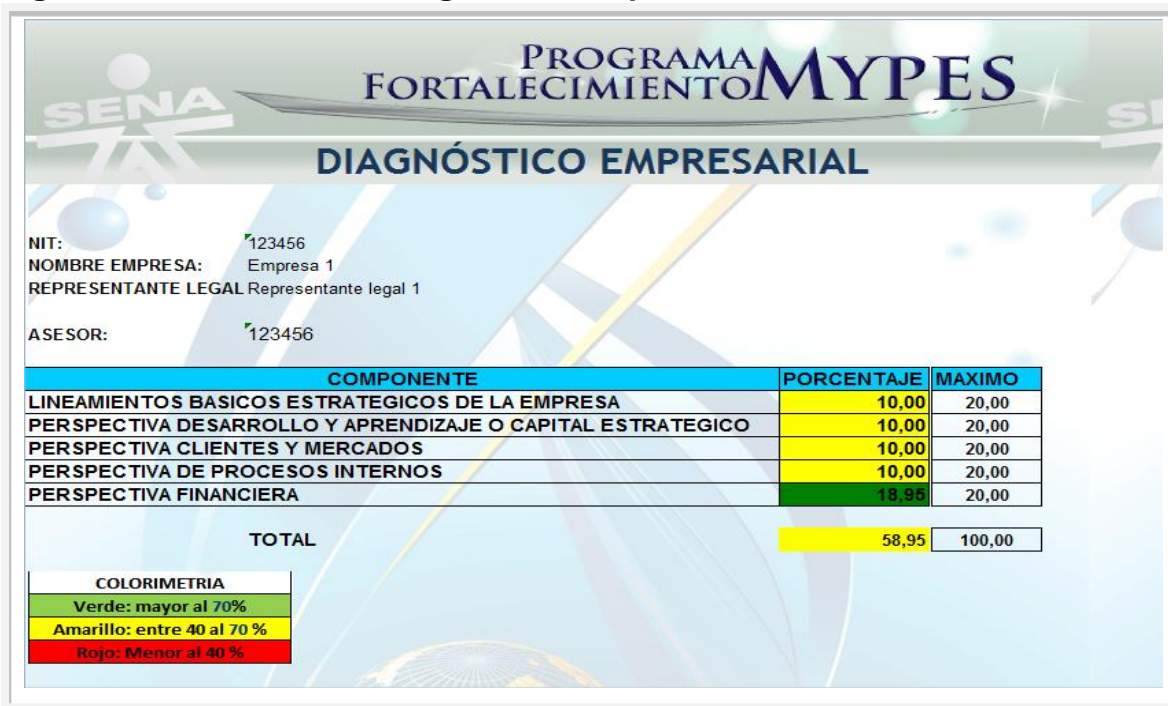 SENA
PROGRAMA
FORTALECIMIENTO MYPES
DIAGNÓSTICO EMPRESARIAL
NIT: 123456
NOMBRE EMPRESA: Empresa 1
REPRESENTANTE LEGAL Representante legal 1
ASESOR: 123456
COMPONENTE PORCENTAJE MAXIMO
LINEAMIENTOS BASICOS ESTRATEGICOS DE LA EMPRESA 10,00 20,00
PERSPECTIVA DESARROLLO Y APRENDIZAJE O CAPITAL ESTRATEGICO 10,00 20,00
PERSPECTIVA CLIENTES Y MERCADOS 10,00 20,00
PERSPECTIVA DE PROCESOS INTERNOS 10,00 20,00
PERSPECTIVA FINANCIERA 18,95 20,00
TOTAL 58,95 100,00
COLORIMETRIA
Verde: mayor al 70%
Amarillo: entre 40 al 70 %
Rojo: Menor al 40 %